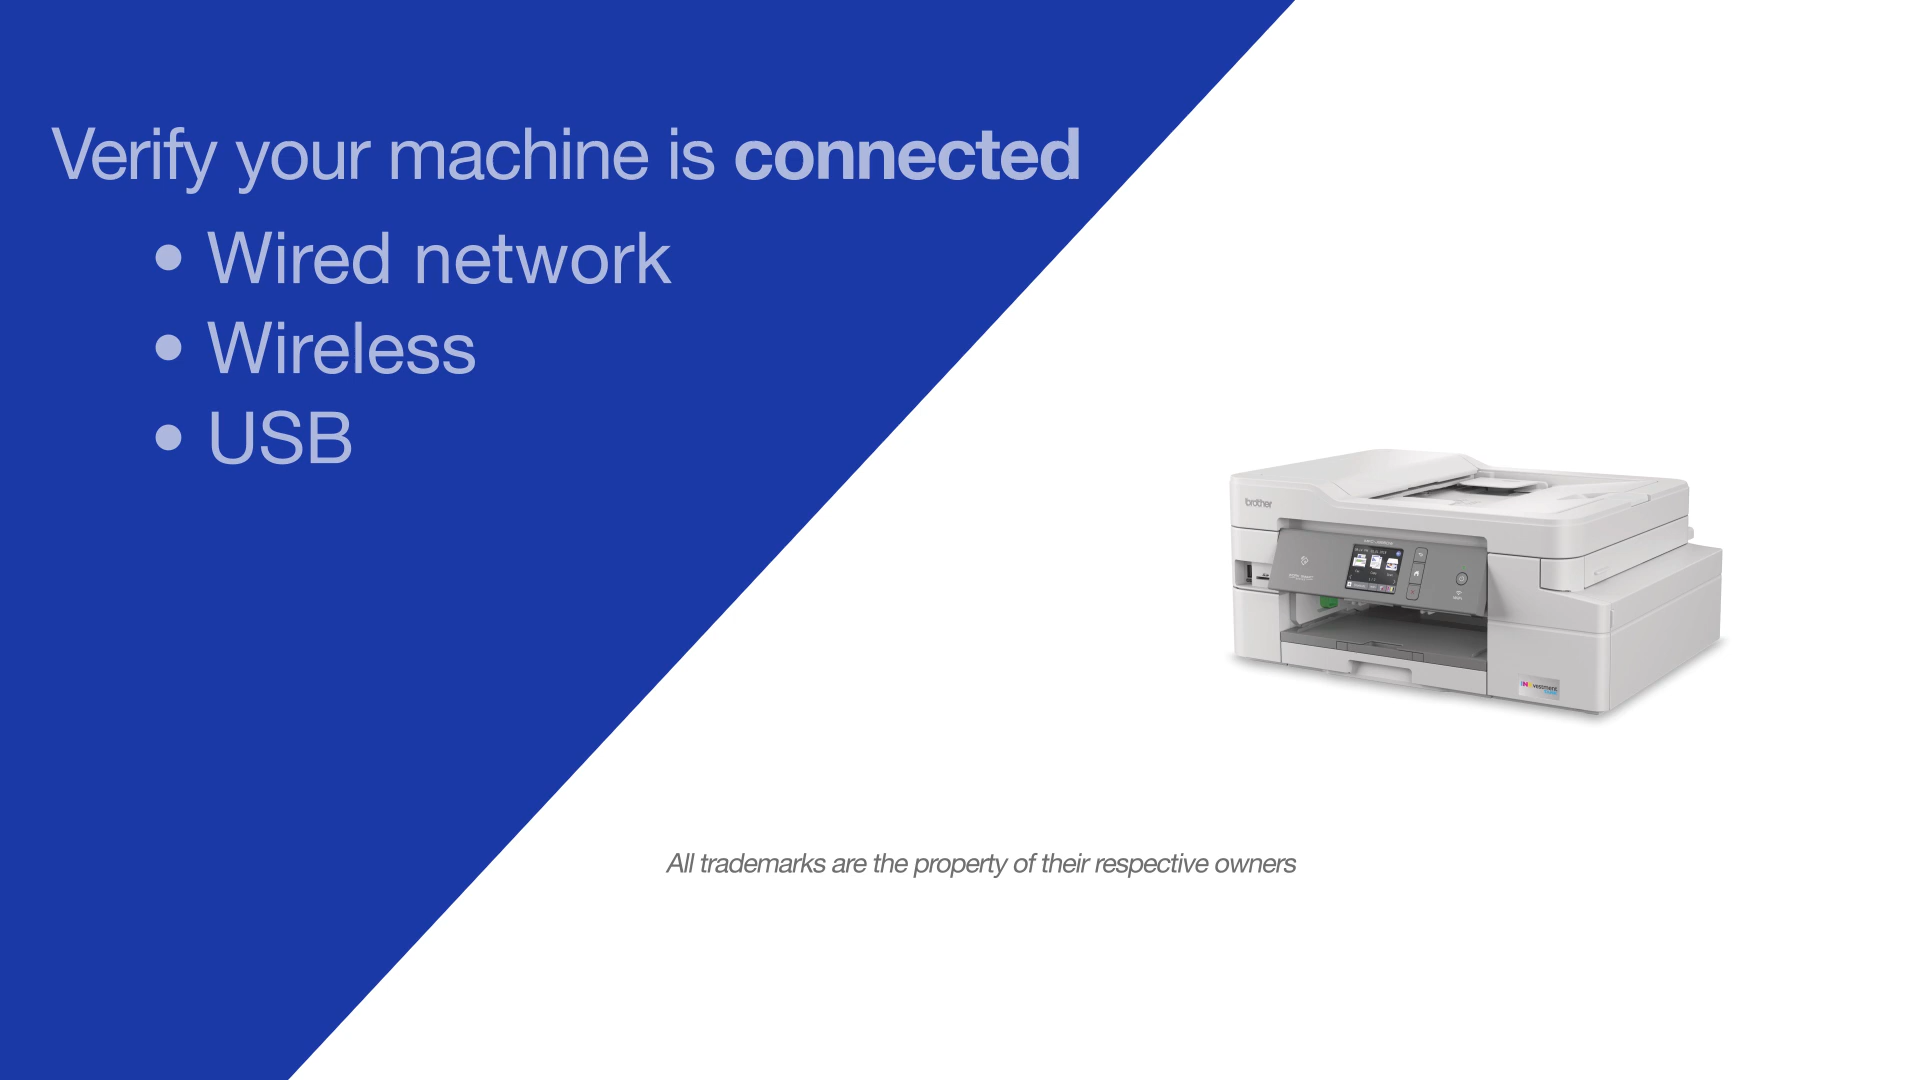 Verify your machine is connected
• Wired network
• Wireless
• USB
brother
INKvestment
All trademarks are the property of their respective owners